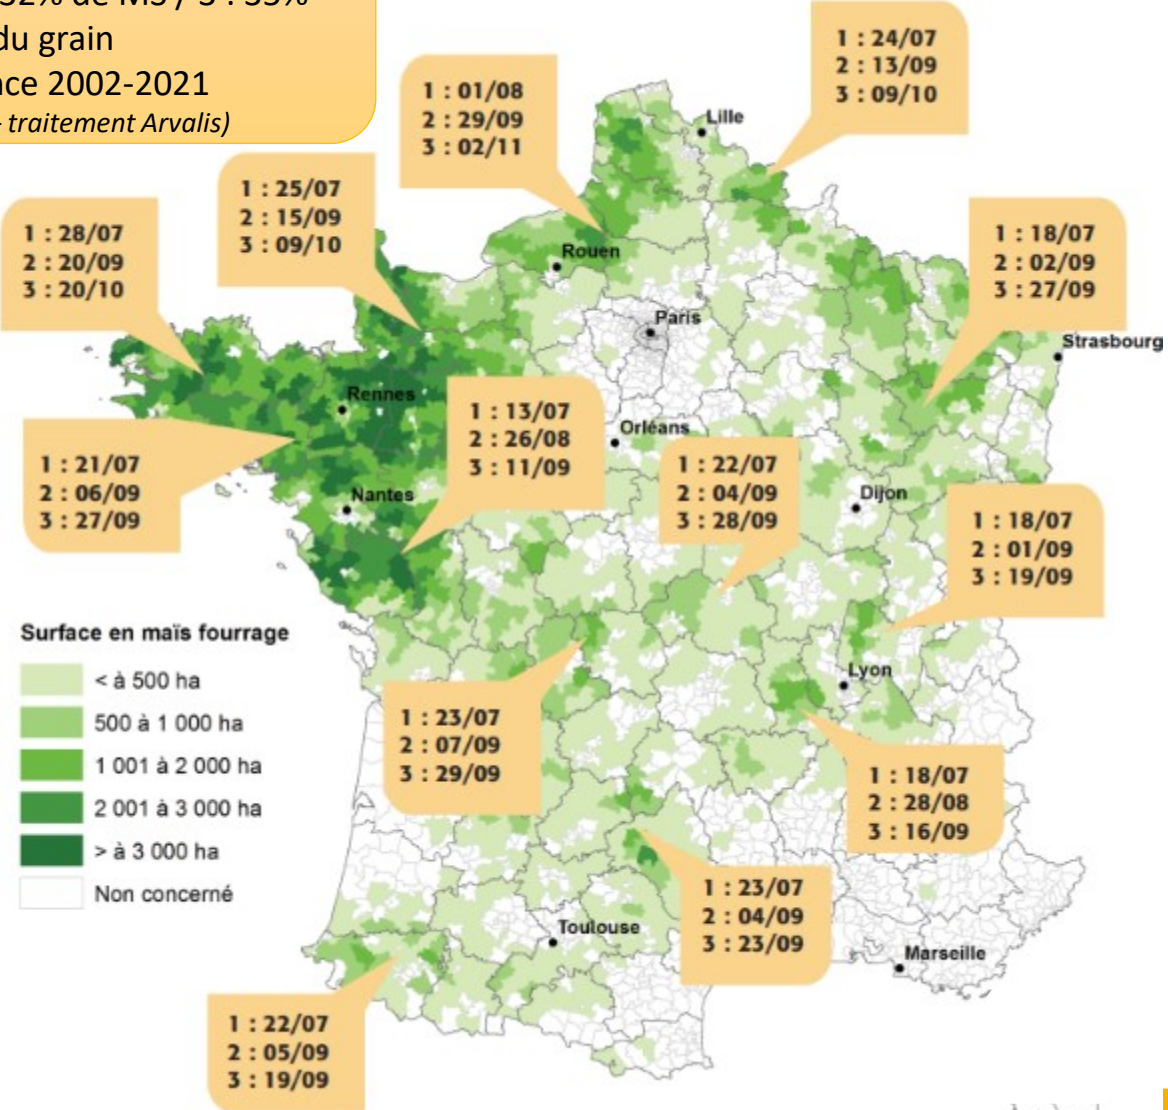 32% de MS / 3 : 35%
du grain
nce 2002-2021
- traitement Arvalis)
1 : 24/07
2 : 13/09
3 : 09/10
1 : 01/08
2 : 29/09
3 : 02/11
Lille
1 : 25/07
2 : 15/09
3 : 09/10
1 : 28/07
2 : 20/09
3 : 20/10
1 : 18/07
2 : 02/09
3 : 27/09
Rouen
Paris
Strasbourg
Rennes
1 : 13/07
2 : 26/08
3 : 11/09
Orléans
1 : 21/07
2 : 06/09
3 : 27/09
1 : 22/07
2 : 04/09
3 : 28/09
Nantes
Dijon
1 : 18/07
2 : 01/09
3 : 19/09
Surface en maïs fourrage
< à 500 ha
500 à 1 000 ha
1 001 à 2 000 ha
2 001 à 3 000 ha
> à 3 000 ha
Non concerné
Lyon
1 : 23/07
2 : 07/09
3 : 29/09
1 : 18/07
2 : 28/08
3 : 16/09
1 : 23/07
2 : 04/09
3 : 23/09
Toulouse
Marseille
1 : 22/07
2 : 05/09
3 : 19/09